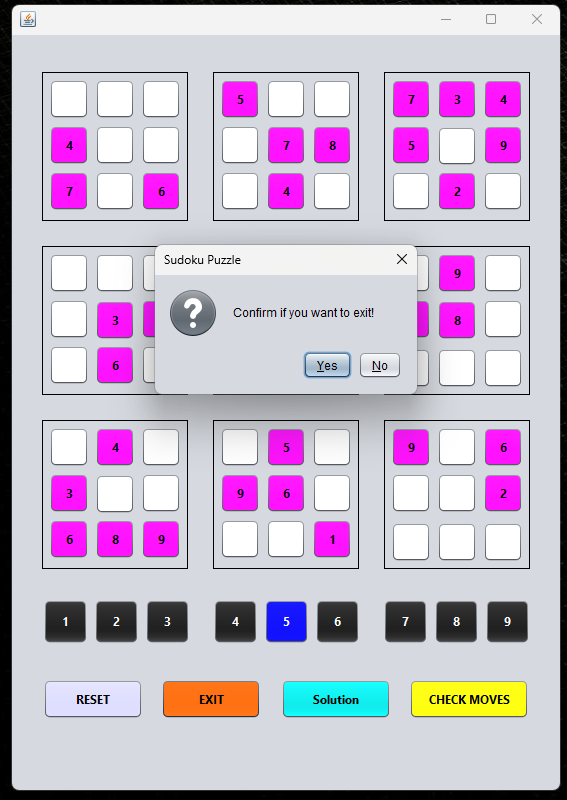 5 7 3 4
4 7 8 5 9
7 6 4 2
9
Sudoku Puzzle
Confirm if you want to exit!
3 8
Yes No
6
4 5 9 6
3 9 6 2
6 8 9 1
1 2 3 4 5 6 7 8 9
RESET EXIT Solution CHECK MOVES